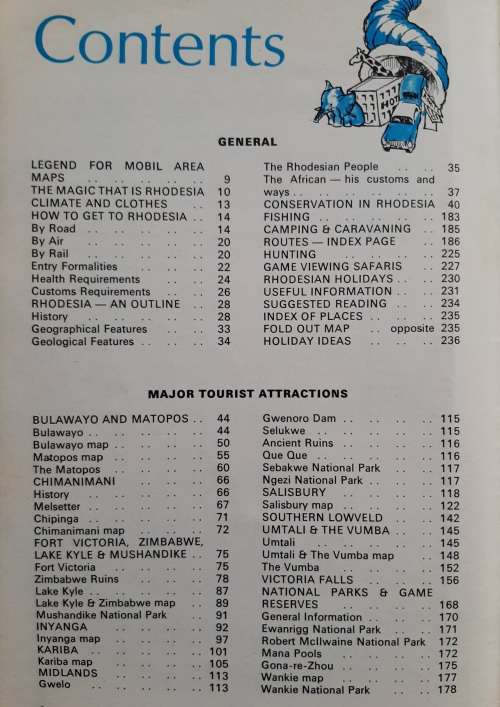 Contents
HOTEL
GENERAL
LEGEND FOR MOBIL AREA
MAPS .. .. .. .. .. 9
THE MAGIC THAT IS RHODESIA 10
CLIMATE AND CLOTHES .. 13
HOW TO GET TO RHODESIA .. 14
By Road .. .. .. .. 14
By Air .. .. .. .. 20
By Rail .. .. .. .. 20
Entry Formalities .. .. 22
Health Requirements .. .. 24
Customs Requirements .. .. 26
RHODESIA — AN OUTLINE .. 28
History .. .. .. .. 28
Geographical Features .. .. 33
Geological Features .. .. .. 34
The Rhodesian People .. .. 35
The African — his customs and
ways .. .. .. .. .. 37
CONSERVATION IN RHODESIA 40
FISHING .. .. .. .. 183
CAMPING & CARAVANING .. 185
ROUTES — INDEX PAGE .. 186
HUNTING .. .. .. .. 225
GAME VIEWING SAFARIS .. 227
RHODESIAN HOLIDAYS .. .. 230
USEFUL INFORMATION .. .. 231
SUGGESTED READING .. .. 234
INDEX OF PLACES .. .. .. 235
FOLD OUT MAP .. opposite 235
HOLIDAY IDEAS .. .. .. 236
MAJOR TOURIST ATTRACTIONS
BULAWAYO AND MATOPOS .. 44
Bulawayo .. .. .. .. .. 44
Bulawayo map .. .. .. 50
Matopos map .. .. .. 55
The Matopos .. .. .. 60
CHIMANIMANI .. .. .. 66
History .. .. .. .. 66
Melsetter .. .. .. .. 67
Chipinga .. .. .. .. 71
Chimanimani map .. .. .. 72
FORT VICTORIA, ZIMBABWE,
LAKE KYLE & MUSHANDIKE .. 75
Fort Victoria .. .. .. 75
Zimbabwe Ruins .. .. 78
Lake Kyle .. .. .. .. 87
Lake Kyle & Zimbabwe map .. 89
Mushandike National Park .. 91
INYANGA .. .. .. .. 92
Inyanga map .. .. .. 97
KARIBA .. .. .. .. 101
Kariba map .. .. .. 105
MIDLANDS .. .. .. 113
Gwelo .. .. .. .. 113
Gwenoro Dam .. .. .. .. 115
Selukwe .. .. .. .. 115
Ancient Ruins .. .. .. 116
Que Que .. .. .. .. 116
Sebakwe National Park .. .. 117
Ngezi National Park .. .. .. 117
SALISBURY .. .. .. .. 118
Salisbury map .. .. .. 122
SOUTHERN LOWVELD .. .. 142
UMTALI & THE VUMBA .. .. 145
Umtali .. .. .. .. 145
Umtali & The Vumba map .. 148
The Vumba .. .. .. .. 152
VICTORIA FALLS .. .. .. 156
NATIONAL PARKS & GAME
RESERVES .. .. .. .. 168
General Information .. .. .. 170
Ewanrigg National Park .. .. 171
Robert McIlwaine National Park 172
Mana Pools .. .. .. .. 172
Gona-re-Zhou .. .. .. 175
Wankie map .. .. .. .. 177
Wankie National Park .. .. 178